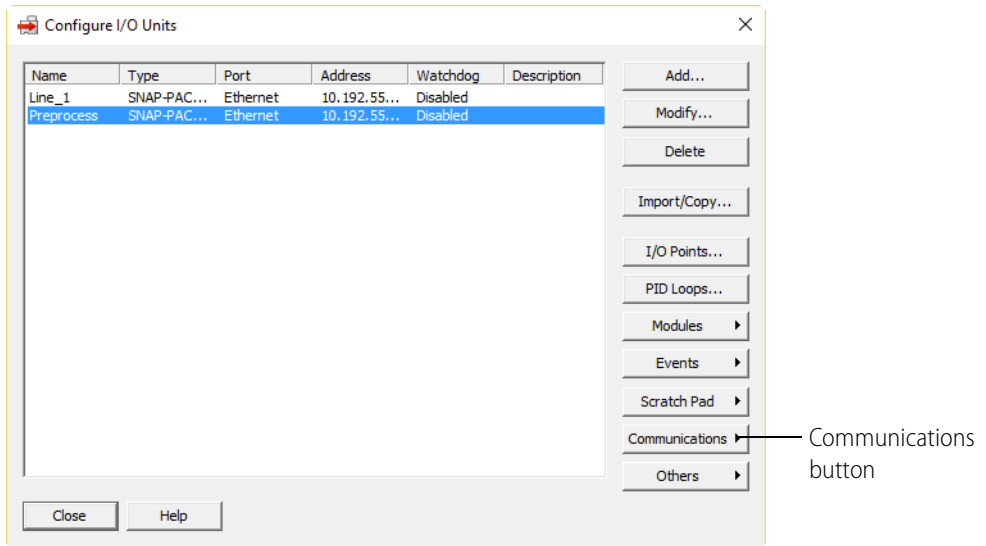 Configure I/O Units
Name Type Port Address Watchdog Description
Line_1 SNAP-PAC... Ethernet 10.192.55... Disabled
Preprocess SNAP-PAC... Ethernet 10.192.55... Disabled
Add...
Modify...
Delete
Import/Copy...
I/O Points...
PID Loops...
Modules
Events
Scratch Pad
Communications
Others
Communications
button
Close Help